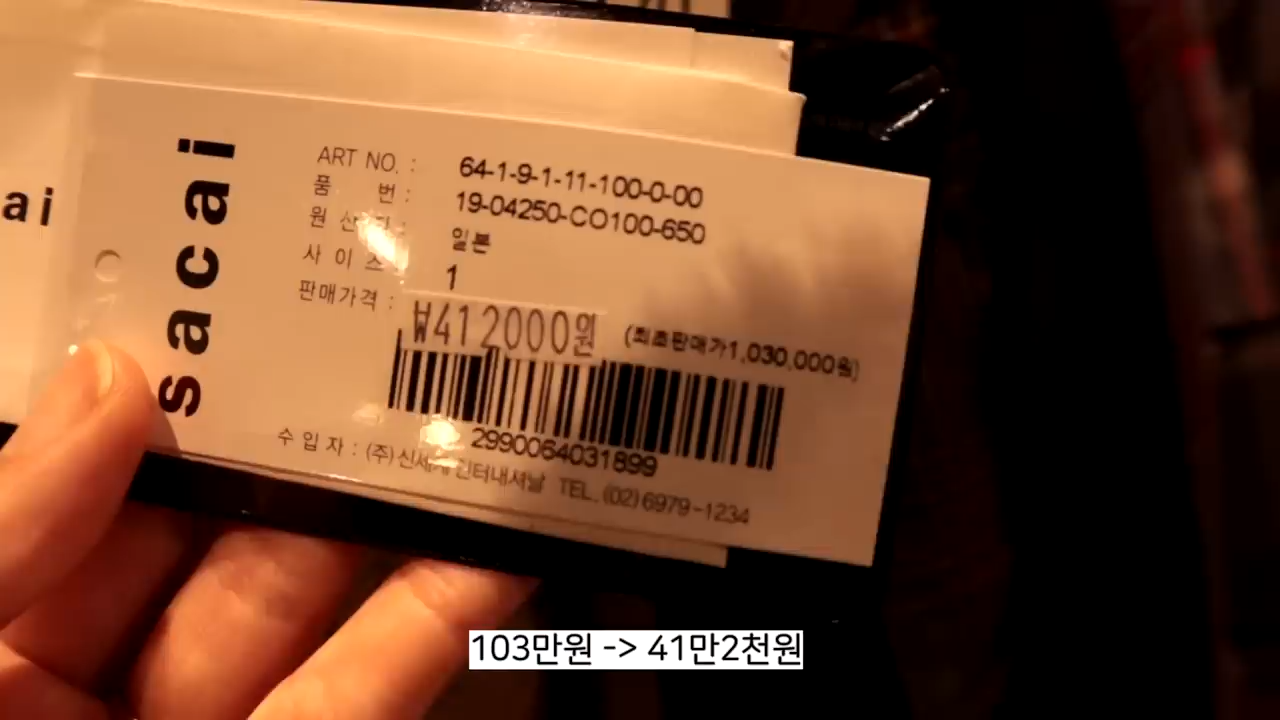 ai
sacai
ART NO. : 64-1-9-1-11-100-0-00
품 번 : 19-04250-CO100-650
원 산 지 : 일본
사 이 즈 : 1
판매가격 : ₩412000원 (최초판매가1,030,000원)
2990064031899
수 입 자 : (주)신세계인터내셔날 TEL. (02)6979-1234
103만원 -> 41만2천원